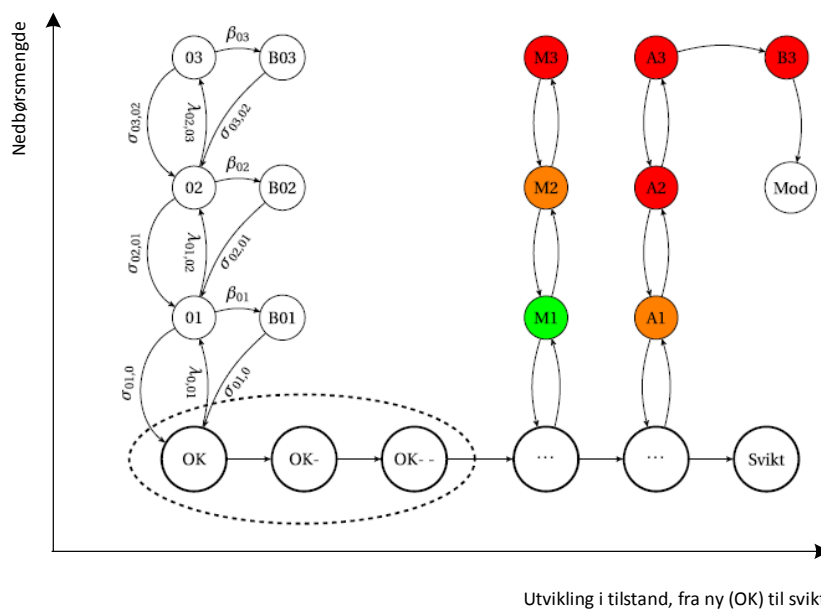 Nedbørsmengde
03
β03
B03
M3
A3
B3
σ03,02
λ02,03
σ03,02
02
β02
B02
M2
A2
Mod
σ02,01
λ01,02
σ02,01
01
β01
B01
M1
A1
σ01,0
λ0,01
σ01,0
OK
OK-
OK- -
...
...
Svikt
Utvikling i tilstand, fra ny (OK) til svikt